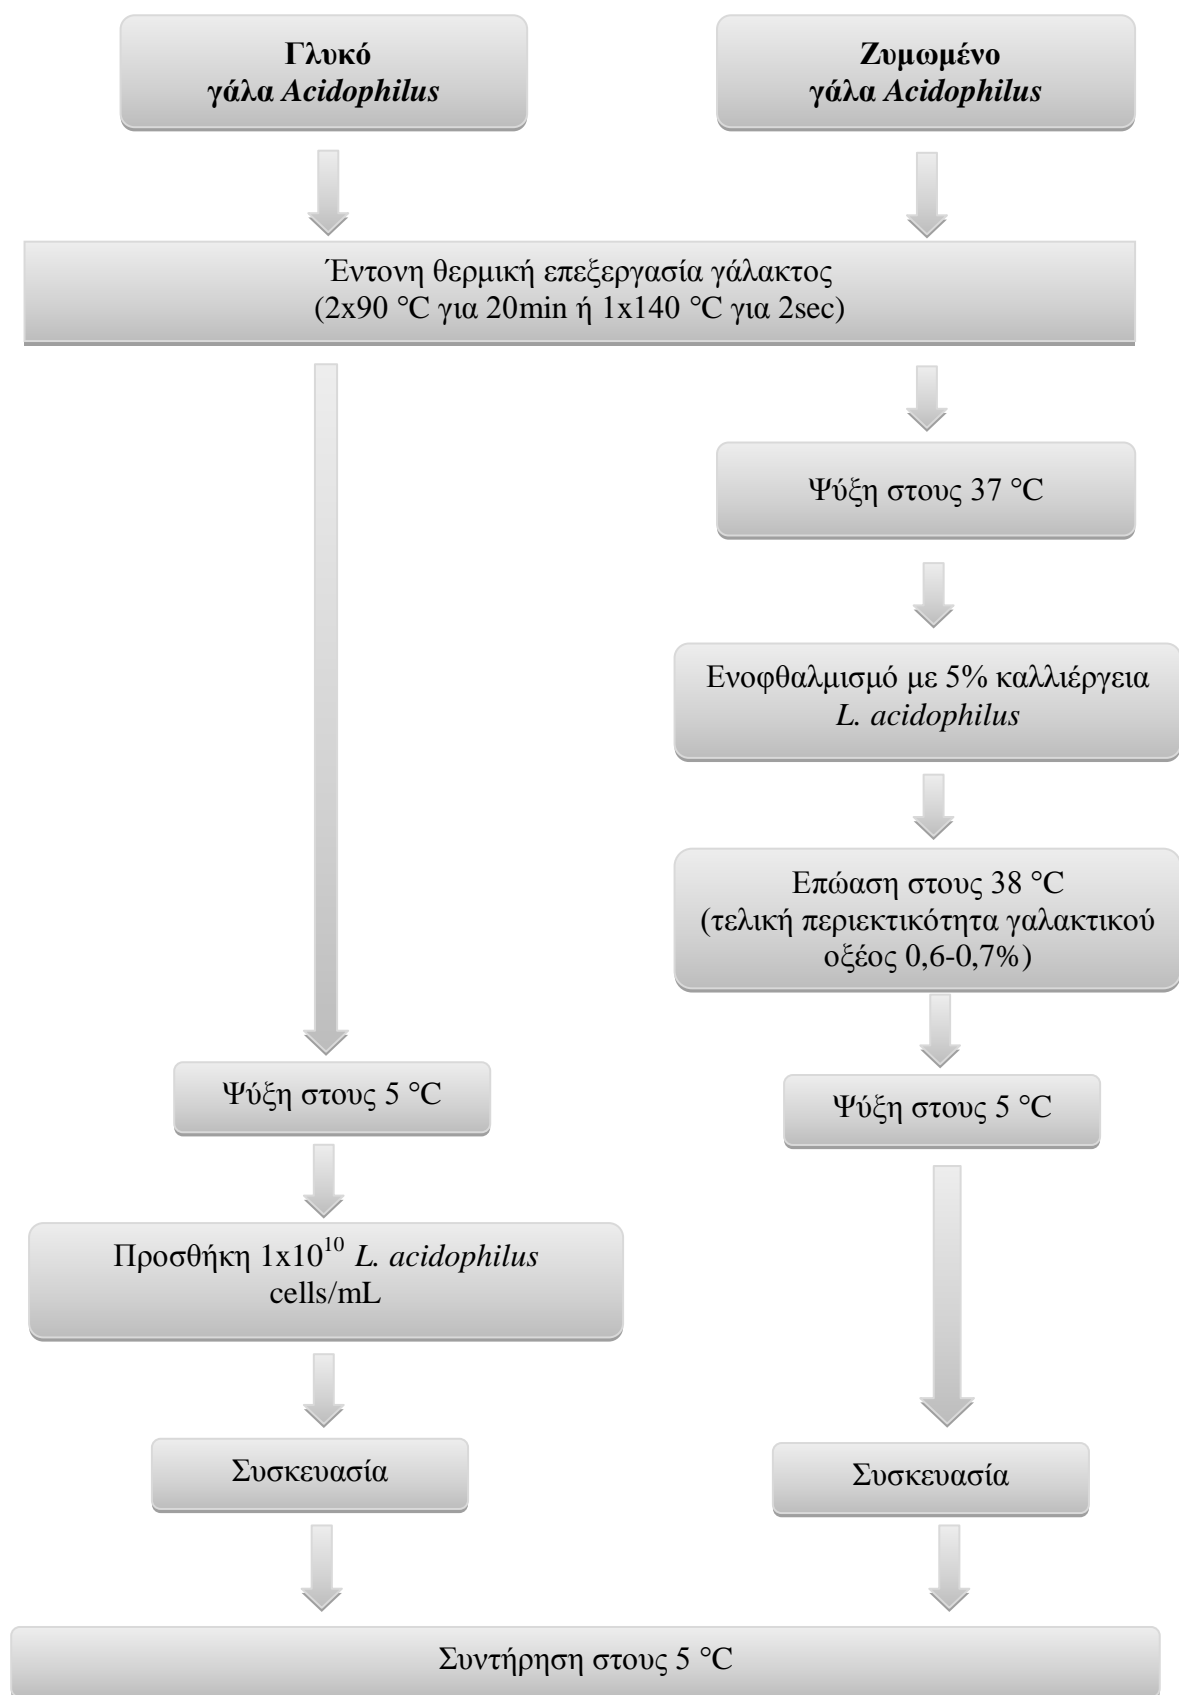 Γλυκό
γάλα Acidophilus
Ζυμωμένο
γάλα Acidophilus
Έντονη θερμική επεξεργασία γάλακτος
(2x90 °C για 20min ή 1x140 °C για 2sec)
Ψύξη στους 37 °C
Ενοφθαλμισμό με 5% καλλιέργεια
L. acidophilus
Επώαση στους 38 °C
(τελική περιεκτικότητα γαλακτικού
οξέος 0,6-0,7%)
Ψύξη στους 5 °C
Ψύξη στους 5 °C
Προσθήκη 1x10¹⁰ L. acidophilus
cells/mL
Συσκευασία
Συσκευασία
Συντήρηση στους 5 °C